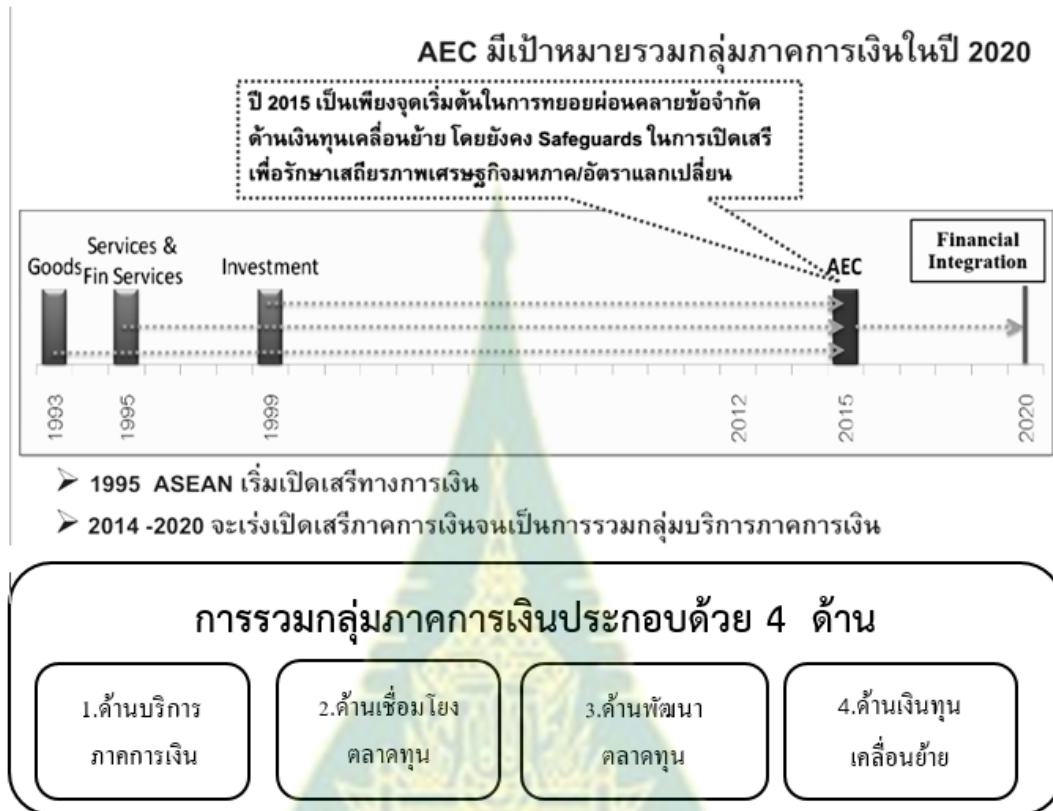 AEC มีเป้าหมายรวมกลุ่มภาคการเงินในปี 2020
ปี 2015 เป็นเพียงจุดเริ่มต้นในการทยอยผ่อนคลายข้อจำกัด
ด้านเงินทุนเคลื่อนย้าย โดยยังคง Safeguards ในการเปิดเสรี
เพื่อรักษาเสถียรภาพเศรษฐกิจมหภาค/อัตราแลกเปลี่ยน
Goods
Services &
Fin Services
Investment
AEC
Financial
Integration
1993
1995
1999
2012
2015
2020
➢ 1995 ASEAN เริ่มเปิดเสรีทางการเงิน
➢ 2014 -2020 จะเร่งเปิดเสรีภาคการเงินจนเป็นการรวมกลุ่มบริการภาคการเงิน
การรวมกลุ่มภาคการเงินประกอบด้วย 4 ด้าน
1.ด้านบริการ
ภาคการเงิน
2.ด้านเชื่อมโยง
ตลาดทุน
3.ด้านพัฒนา
ตลาดทุน
4.ด้านเงินทุน
เคลื่อนย้าย